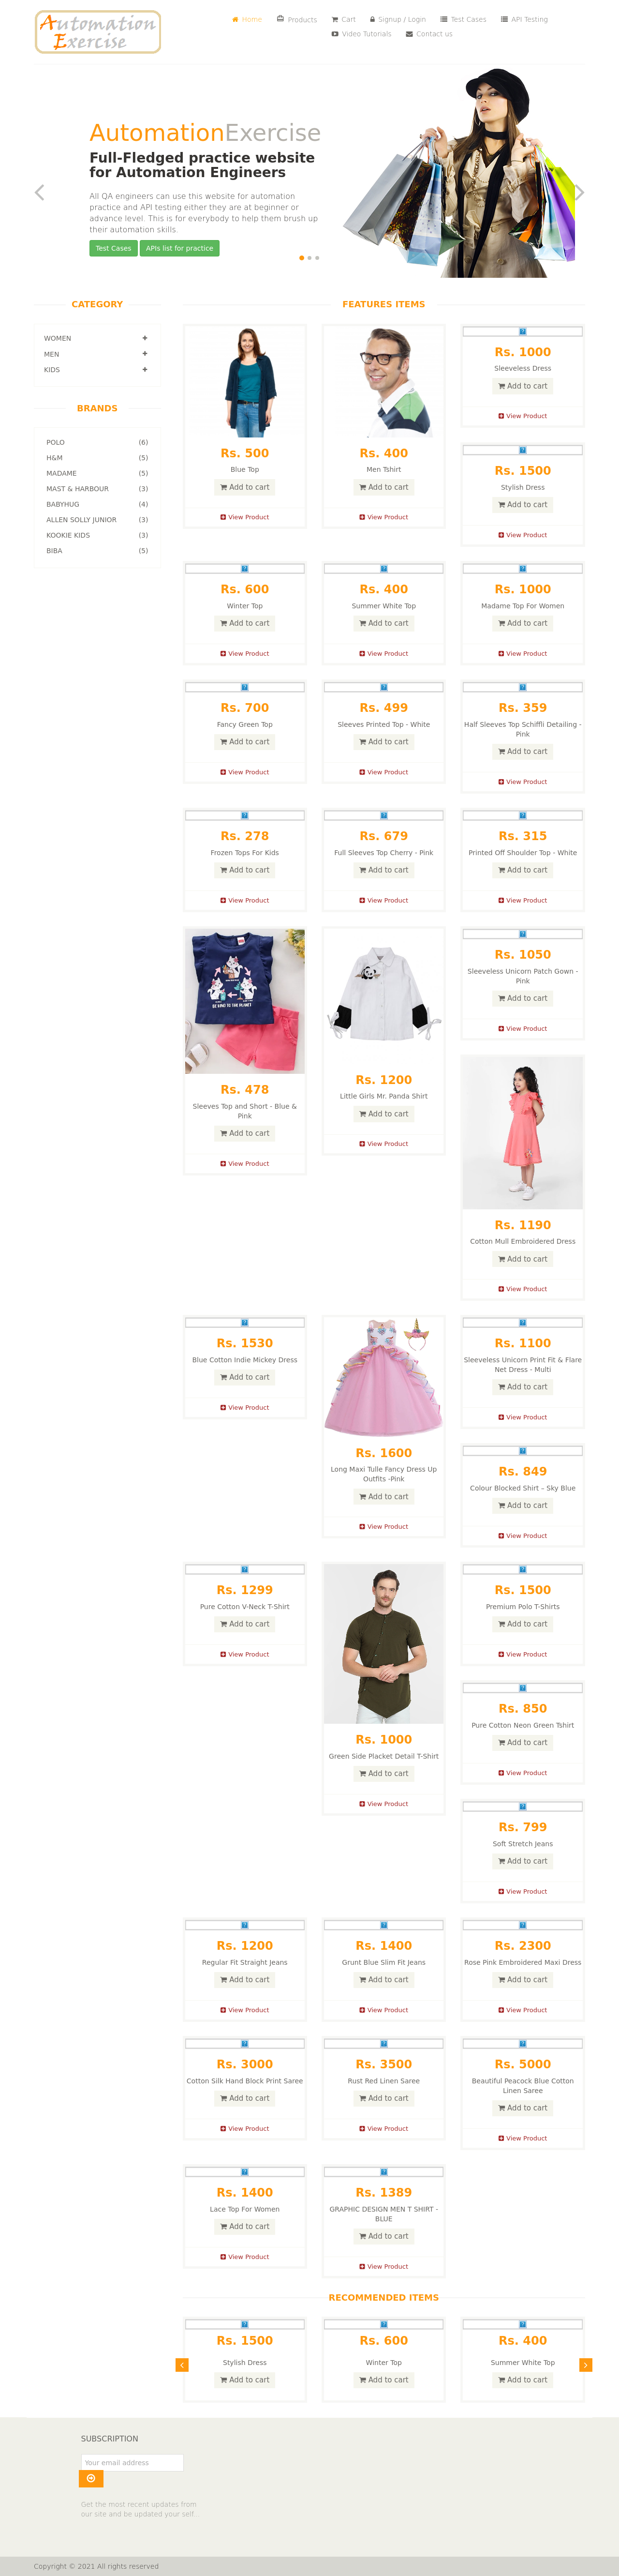 Automation
Exercise
Home
Products
Cart
Signup / Login
Test Cases
API Testing
Video Tutorials
Contact us
AutomationExercise
Full-Fledged practice website
for Automation Engineers
All QA engineers can use this website for automation
practice and API testing either they are at beginner or
advance level. This is for everybody to help them brush up
their automation skills.
Test Cases
APIs list for practice
CATEGORY
WOMEN
MEN
KIDS
BRANDS
POLO (6)
H&M (5)
MADAME (5)
MAST & HARBOUR (3)
BABYHUG (4)
ALLEN SOLLY JUNIOR (3)
KOOKIE KIDS (3)
BIBA (5)
FEATURES ITEMS
Rs. 500
Blue Top
Add to cart
View Product
Rs. 400
Men Tshirt
Add to cart
View Product
Rs. 1000
Sleeveless Dress
Add to cart
View Product
Rs. 1500
Stylish Dress
Add to cart
View Product
Rs. 600
Winter Top
Add to cart
View Product
Rs. 400
Summer White Top
Add to cart
View Product
Rs. 1000
Madame Top For Women
Add to cart
View Product
Rs. 700
Fancy Green Top
Add to cart
View Product
Rs. 499
Sleeves Printed Top - White
Add to cart
View Product
Rs. 359
Half Sleeves Top Schiffli Detailing -
Pink
Add to cart
View Product
Rs. 278
Frozen Tops For Kids
Add to cart
View Product
Rs. 679
Full Sleeves Top Cherry - Pink
Add to cart
View Product
Rs. 315
Printed Off Shoulder Top - White
Add to cart
View Product
BE KIND TO THE PLANET
Rs. 478
Sleeves Top and Short - Blue &
Pink
Add to cart
View Product
Rs. 1200
Little Girls Mr. Panda Shirt
Add to cart
View Product
Rs. 1050
Sleeveless Unicorn Patch Gown -
Pink
Add to cart
View Product
Rs. 1190
Cotton Mull Embroidered Dress
Add to cart
View Product
Rs. 1530
Blue Cotton Indie Mickey Dress
Add to cart
View Product
Rs. 1600
Long Maxi Tulle Fancy Dress Up
Outfits -Pink
Add to cart
View Product
Rs. 1100
Sleeveless Unicorn Print Fit & Flare
Net Dress - Multi
Add to cart
View Product
Rs. 849
Colour Blocked Shirt – Sky Blue
Add to cart
View Product
Rs. 1299
Pure Cotton V-Neck T-Shirt
Add to cart
View Product
Rs. 1000
Green Side Placket Detail T-Shirt
Add to cart
View Product
Rs. 1500
Premium Polo T-Shirts
Add to cart
View Product
Rs. 850
Pure Cotton Neon Green Tshirt
Add to cart
View Product
Rs. 799
Soft Stretch Jeans
Add to cart
View Product
Rs. 1200
Regular Fit Straight Jeans
Add to cart
View Product
Rs. 1400
Grunt Blue Slim Fit Jeans
Add to cart
View Product
Rs. 2300
Rose Pink Embroidered Maxi Dress
Add to cart
View Product
Rs. 3000
Cotton Silk Hand Block Print Saree
Add to cart
View Product
Rs. 3500
Rust Red Linen Saree
Add to cart
View Product
Rs. 5000
Beautiful Peacock Blue Cotton
Linen Saree
Add to cart
View Product
Rs. 1400
Lace Top For Women
Add to cart
View Product
Rs. 1389
GRAPHIC DESIGN MEN T SHIRT -
BLUE
Add to cart
View Product
RECOMMENDED ITEMS
Rs. 1500
Stylish Dress
Add to cart
Rs. 600
Winter Top
Add to cart
Rs. 400
Summer White Top
Add to cart
SUBSCRIPTION
Your email address
Get the most recent updates from
our site and be updated your self...
Copyright © 2021 All rights reserved